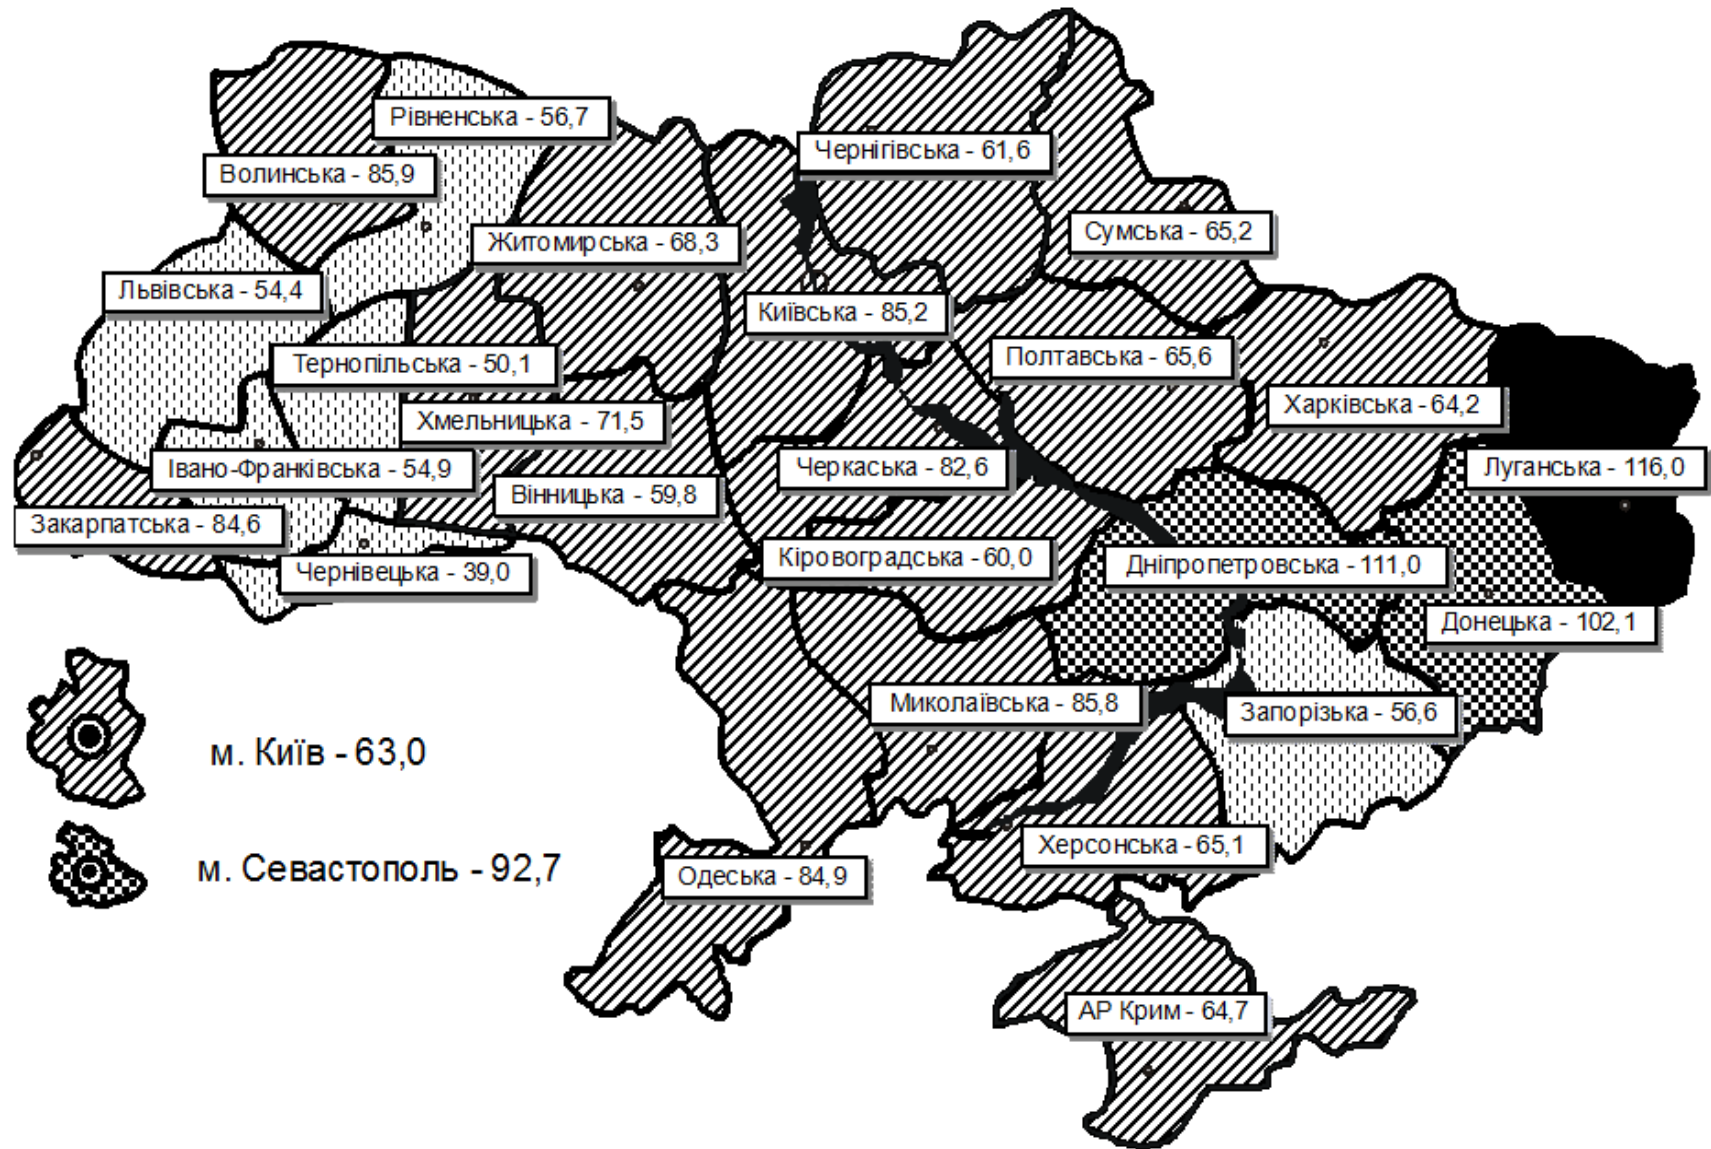 Рівненська - 56,7
Чернігівська - 61,6
Волинська - 85,9
Сумська - 65,2
Житомирська - 68,3
Львівська - 54,4
Київська - 85,2
Полтавська - 65,6
Тернопільська - 50,1
Харківська - 64,2
Хмельницька - 71,5
Івано-Франківська - 54,9
Черкаська - 82,6
Луганська - 116,0
Вінницька - 59,8
Закарпатська - 84,6
Кіровоградська - 60,0
Дніпропетровська - 111,0
Чернівецька - 39,0
Донецька - 102,1
Миколаївська - 85,8
Запорізька - 56,6
м. Київ - 63,0
Херсонська - 65,1
м. Севастополь - 92,7
Одеська - 84,9
АР Крим - 64,7